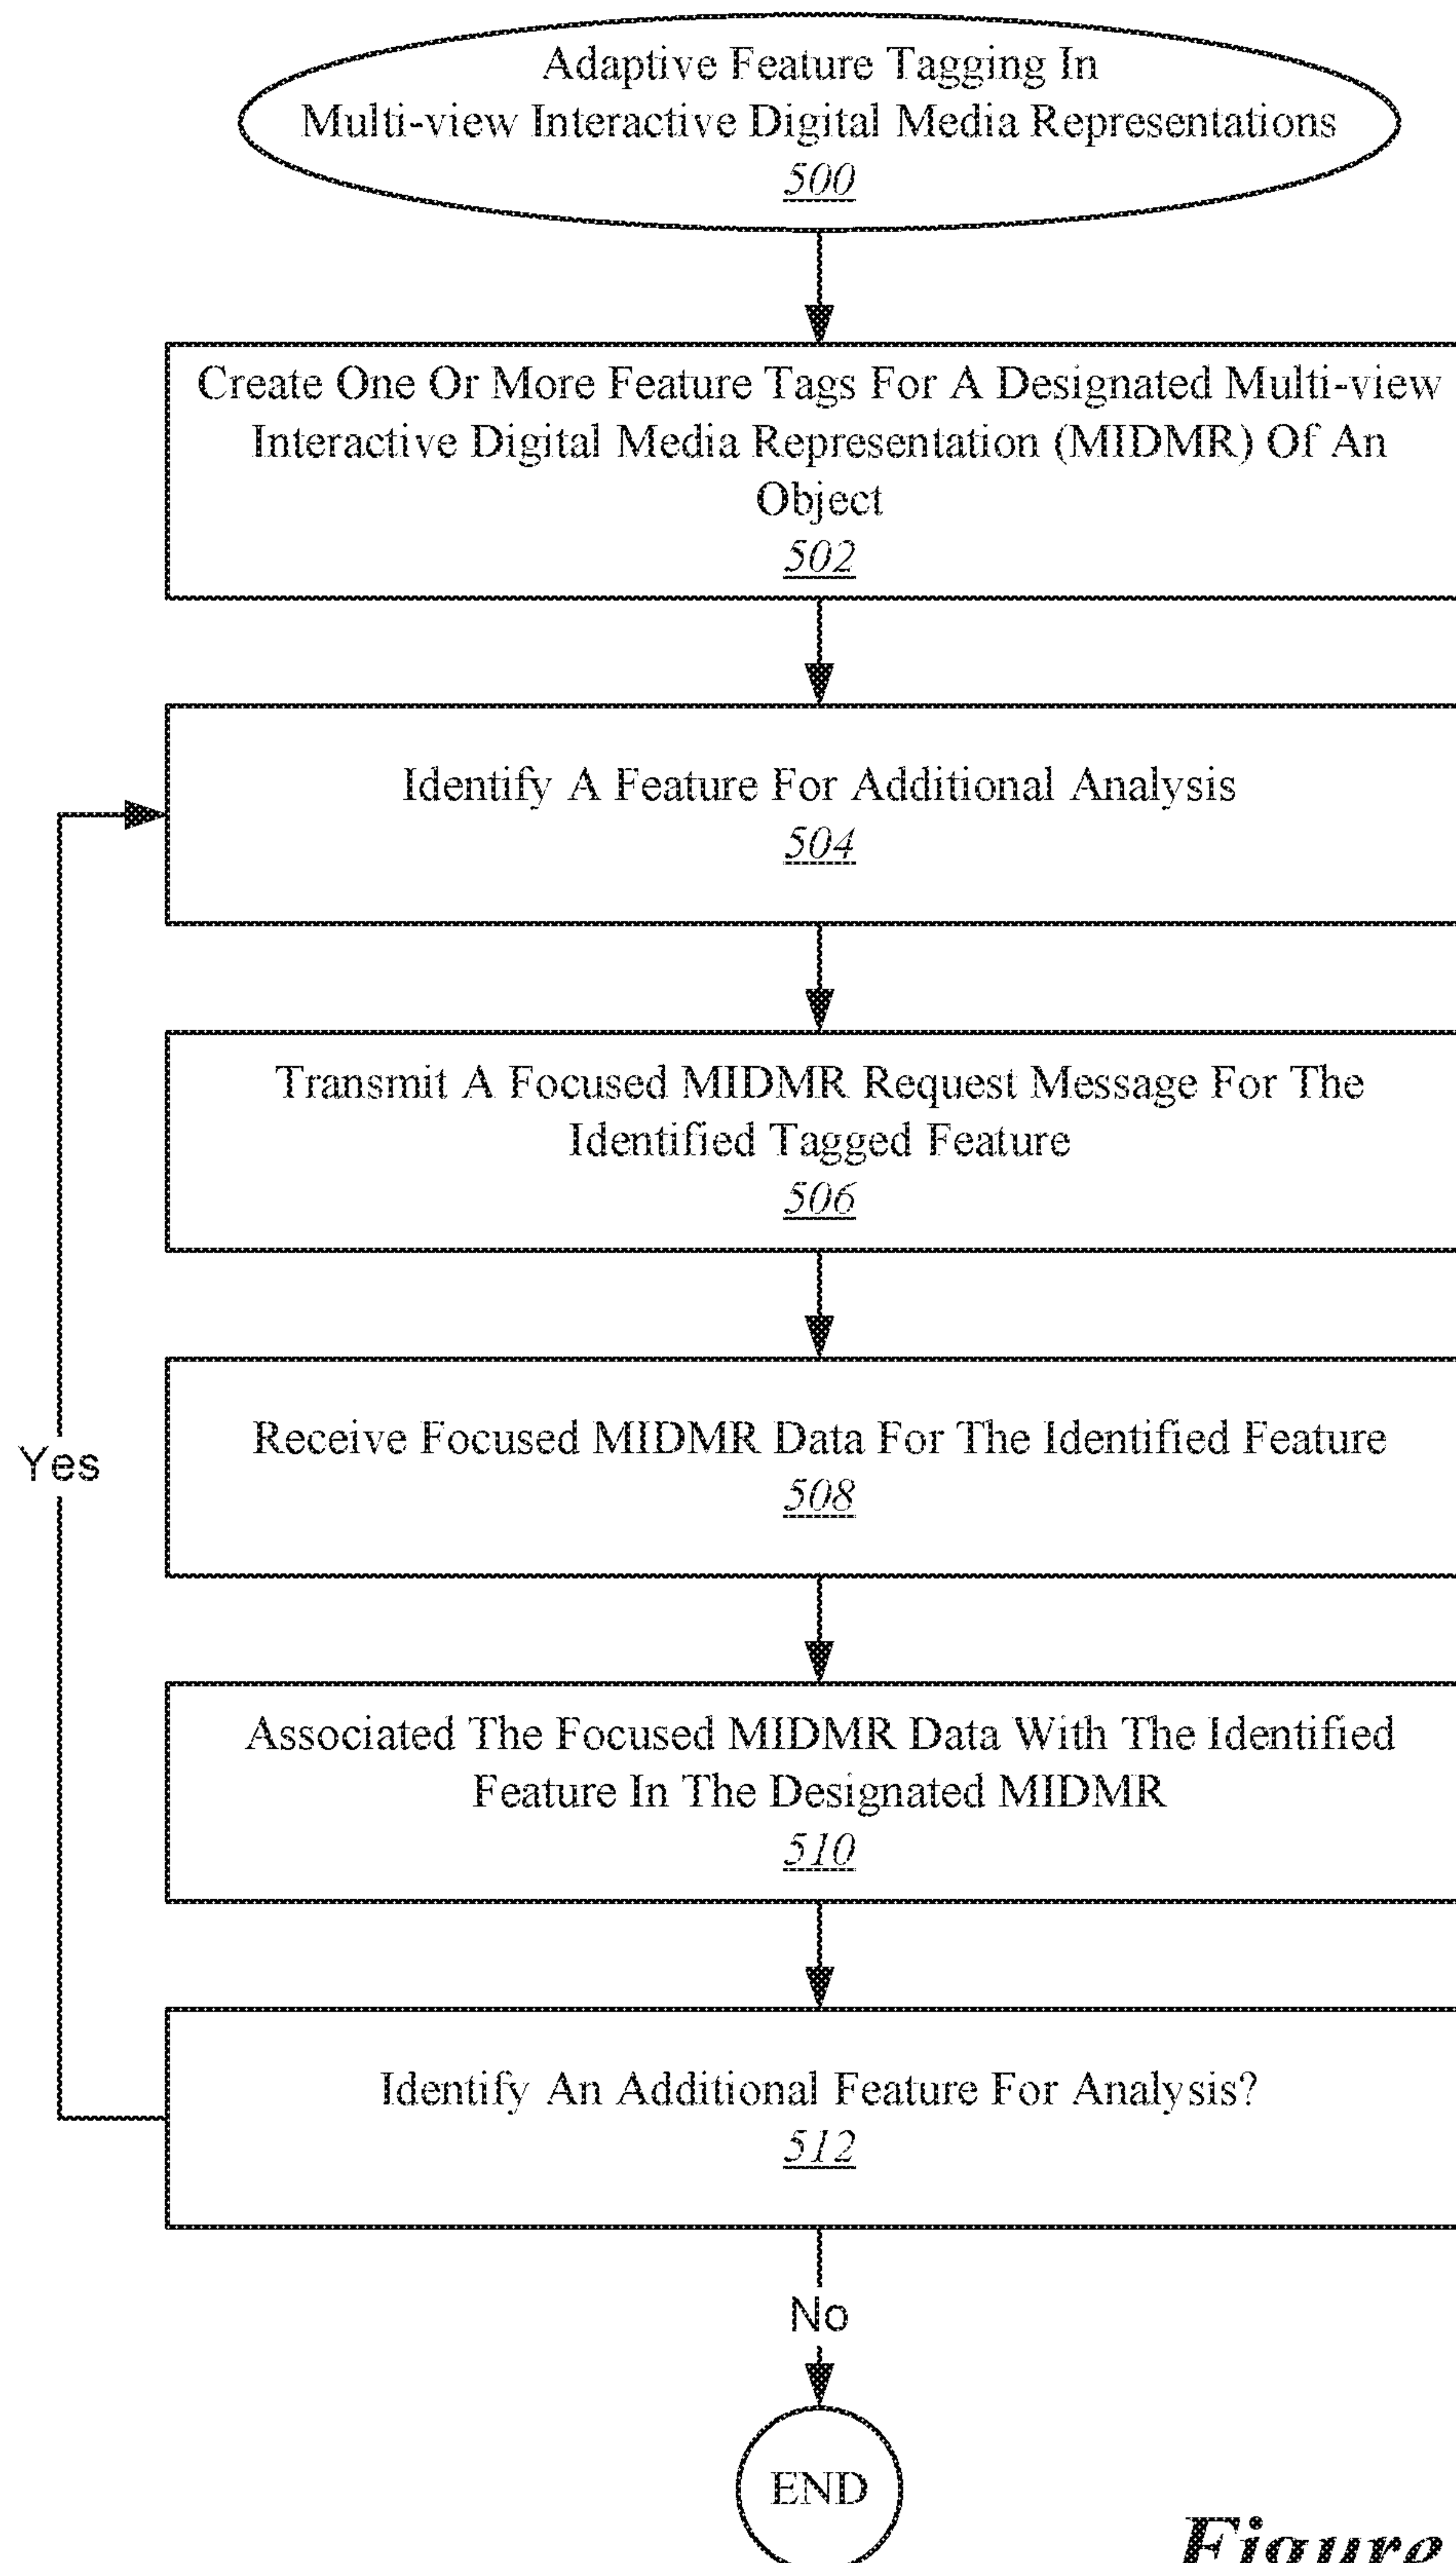 Adaptive Feature Tagging In
Multi-view Interactive Digital Media Representations
500
Create One Or More Feature Tags For A Designated Multi-view
Interactive Digital Media Representation (MIDMR) Of An
Object
502
Identify A Feature For Additional Analysis
504
Transmit A Focused MIDMR Request Message For The
Identified Tagged Feature
506
Receive Focused MIDMR Data For The Identified Feature
508
Yes
Associated The Focused MIDMR Data With The Identified
Feature In The Designated MIDMR
510
Identify An Additional Feature For Analysis?
512
No
END
Figure